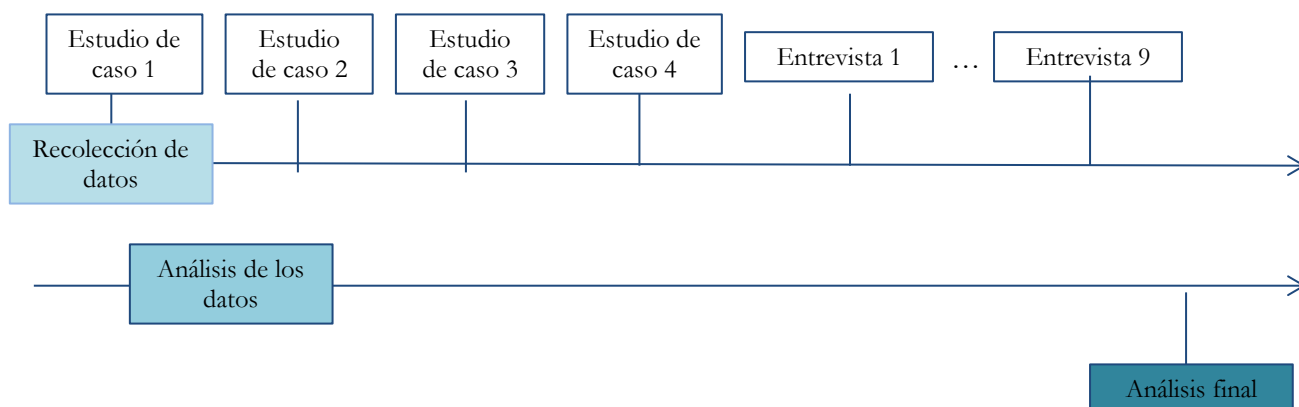 Estudio de
caso 1
Estudio
de caso 2
Estudio
de caso 3
Estudio de
caso 4
Entrevista 1
…
Entrevista 9
Recolección de
datos
Análisis de los
datos
Análisis final